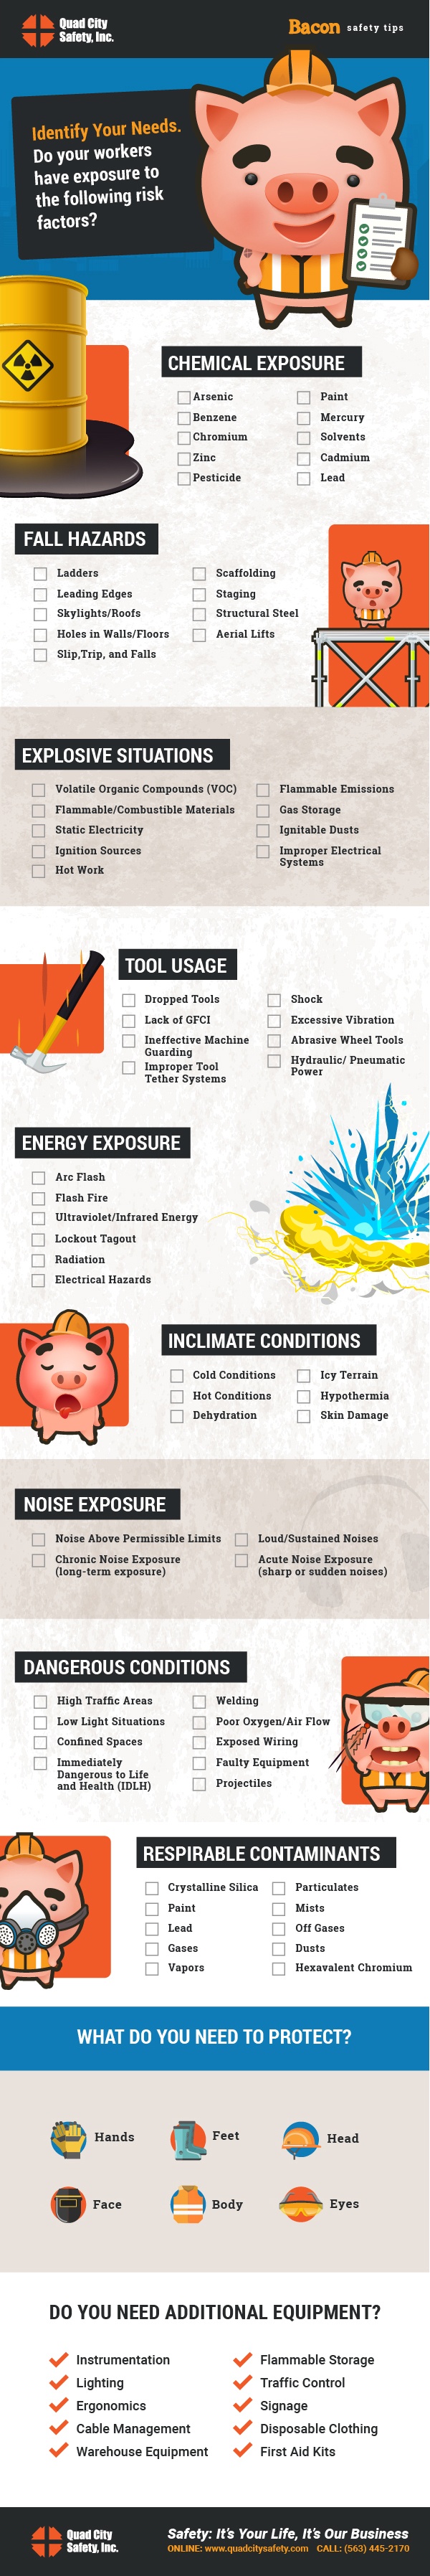 Quad City
Safety, Inc.
Bacon safety tips
Identify Your Needs.
Do your workers
have exposure to
the following risk
factors?
CHEMICAL EXPOSURE
Arsenic
Benzene
Chromium
Zinc
Pesticide
Paint
Mercury
Solvents
Cadmium
Lead
FALL HAZARDS
Ladders
Leading Edges
Skylights/Roofs
Holes in Walls/Floors
Slip,Trip, and Falls
Scaffolding
Staging
Structural Steel
Aerial Lifts
EXPLOSIVE SITUATIONS
Volatile Organic Compounds (VOC)
Flammable/Combustible Materials
Static Electricity
Ignition Sources
Hot Work
Flammable Emissions
Gas Storage
Ignitable Dusts
Improper Electrical
Systems
TOOL USAGE
Dropped Tools
Lack of GFCI
Ineffective Machine
Guarding
Improper Tool
Tether Systems
Shock
Excessive Vibration
Abrasive Wheel Tools
Hydraulic/ Pneumatic
Power
ENERGY EXPOSURE
Arc Flash
Flash Fire
Ultraviolet/Infrared Energy
Lockout Tagout
Radiation
Electrical Hazards
INCLIMATE CONDITIONS
Cold Conditions
Hot Conditions
Dehydration
Icy Terrain
Hypothermia
Skin Damage
NOISE EXPOSURE
Noise Above Permissible Limits
Chronic Noise Exposure
(long-term exposure)
Loud/Sustained Noises
Acute Noise Exposure
(sharp or sudden noises)
DANGEROUS CONDITIONS
High Traffic Areas
Low Light Situations
Confined Spaces
Immediately
Dangerous to Life
and Health (IDLH)
Welding
Poor Oxygen/Air Flow
Exposed Wiring
Faulty Equipment
Projectiles
RESPIRABLE CONTAMINANTS
Crystalline Silica
Paint
Lead
Gases
Vapors
Particulates
Mists
Off Gases
Dusts
Hexavalent Chromium
WHAT DO YOU NEED TO PROTECT?
Hands
Feet
Head
Face
Body
Eyes
DO YOU NEED ADDITIONAL EQUIPMENT?
Instrumentation
Lighting
Ergonomics
Cable Management
Warehouse Equipment
Flammable Storage
Traffic Control
Signage
Disposable Clothing
First Aid Kits
Quad City
Safety, Inc.
Safety: It's Your Life, It's Our Business
ONLINE: www.quadcitysafety.com CALL: (563) 445-2170